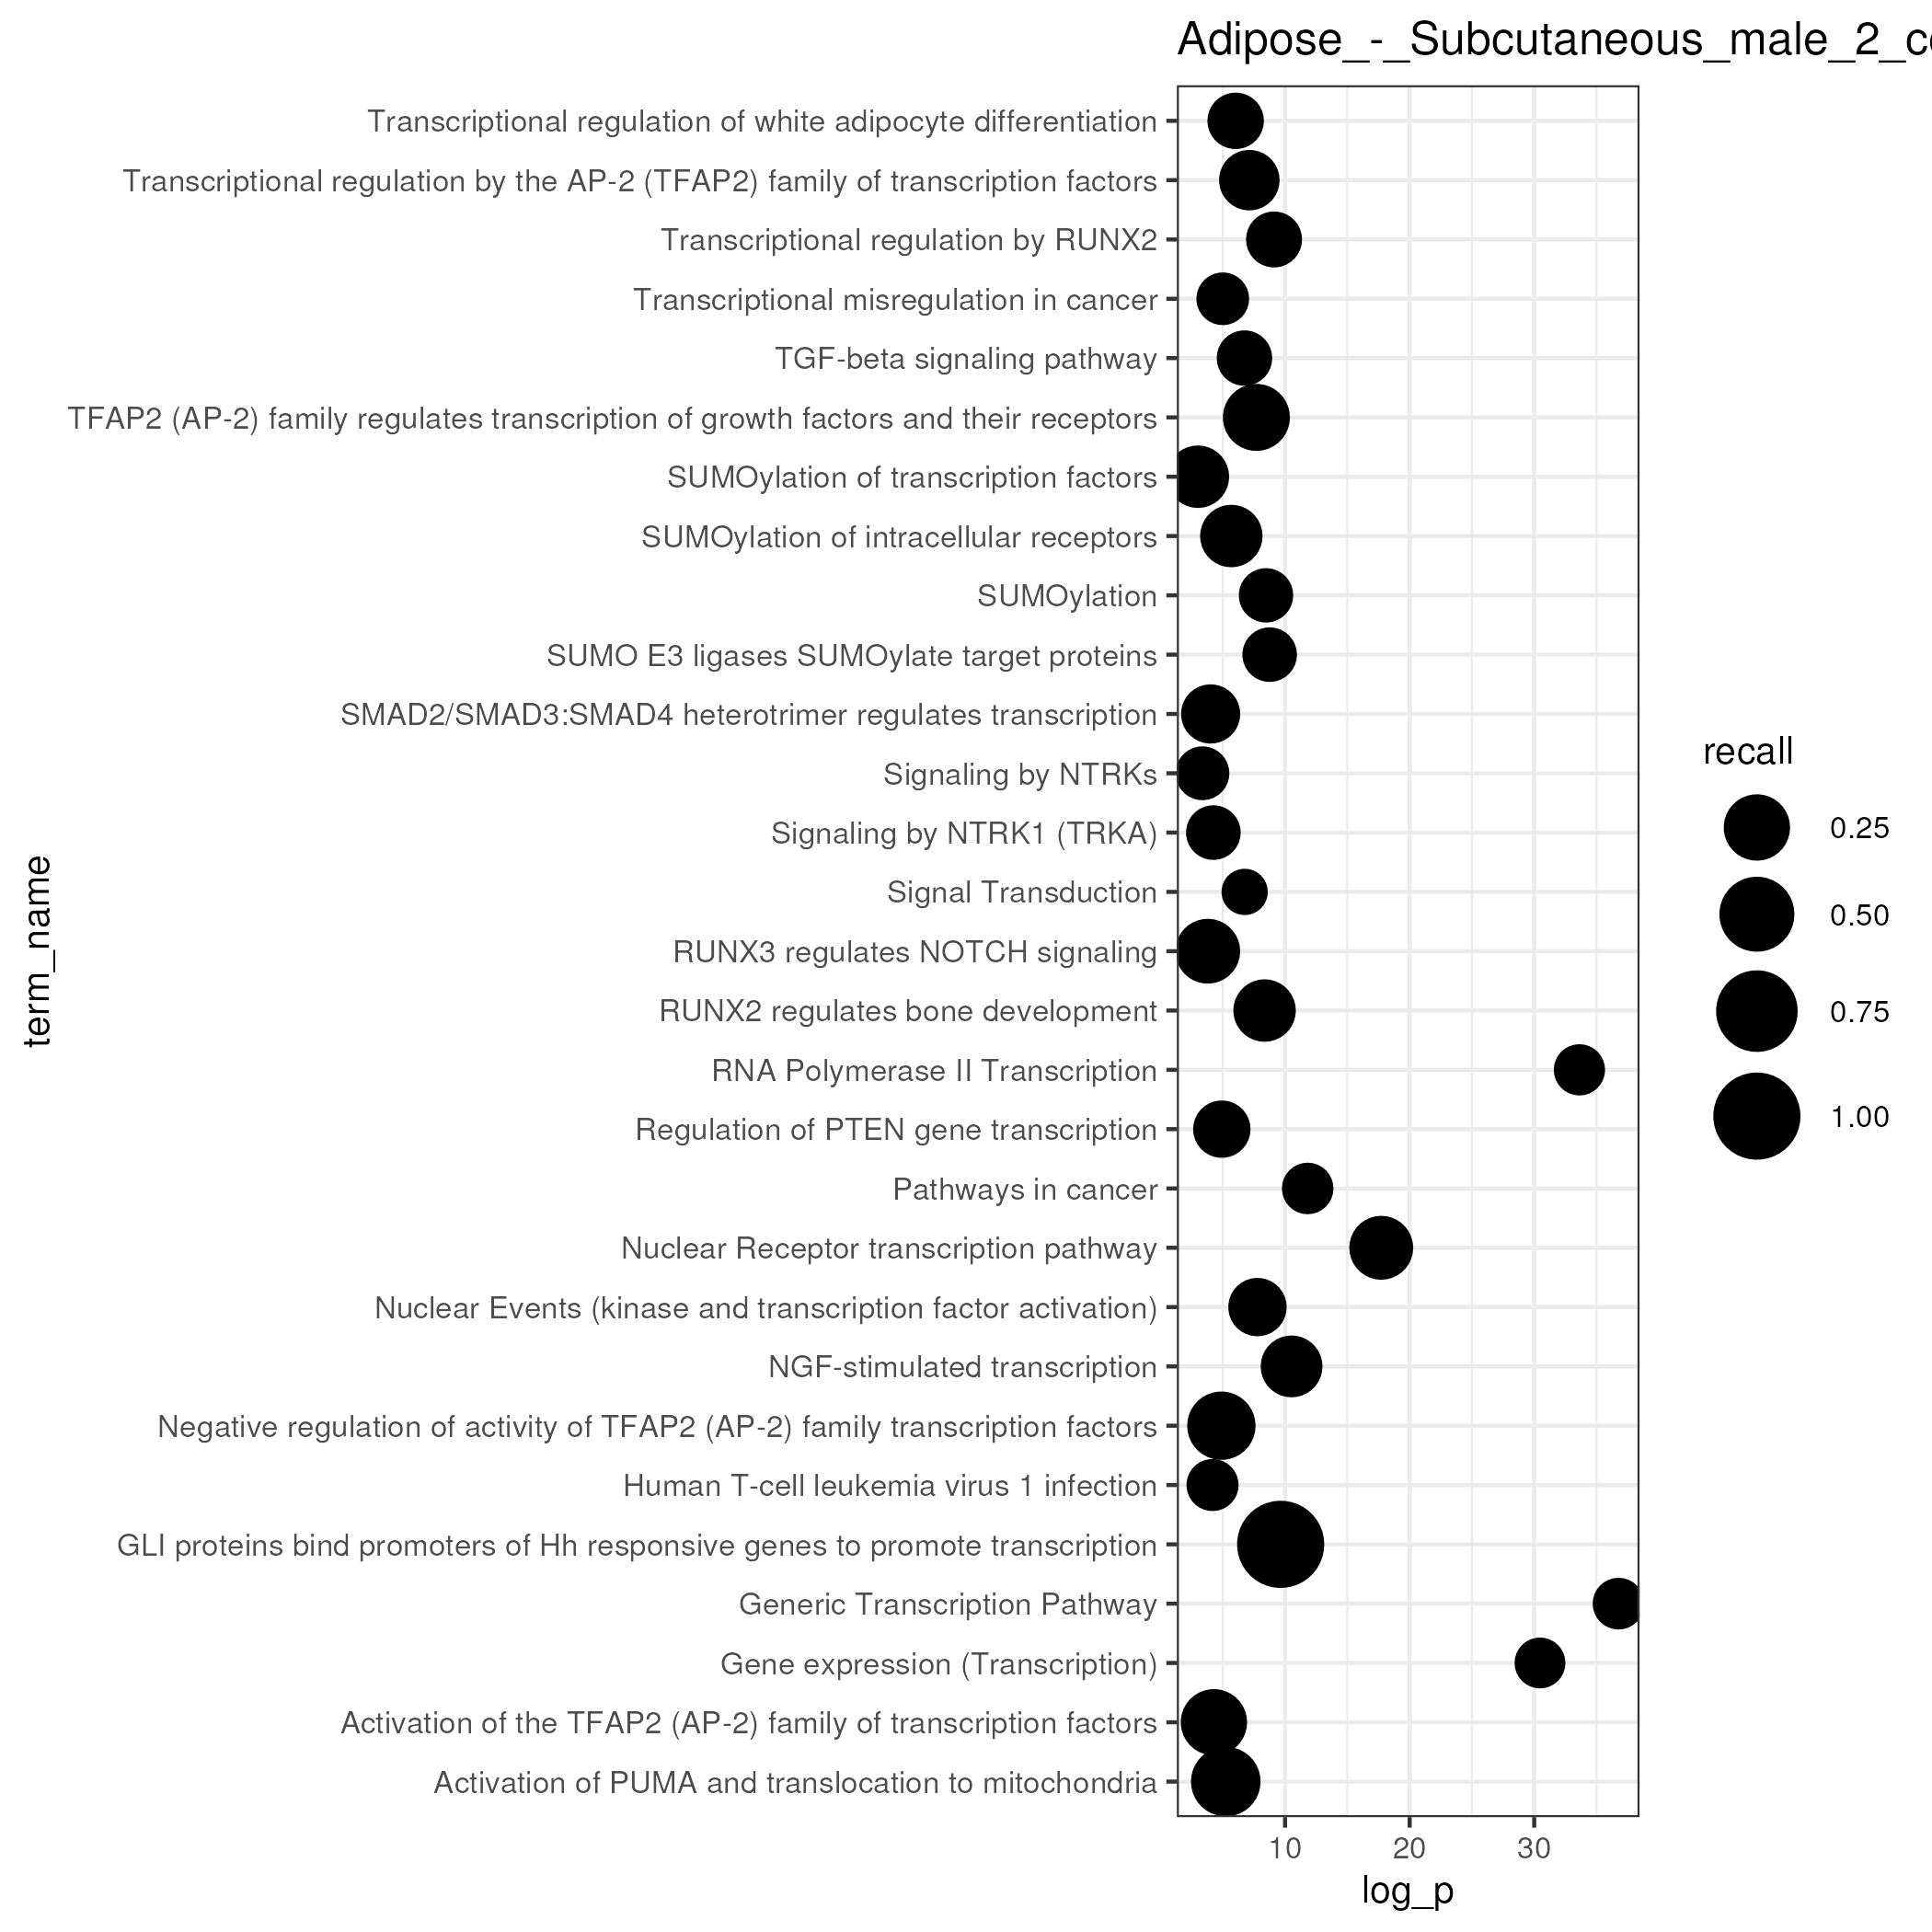 Adipose_-_Subcutaneous_male_2_c
Transcriptional regulation of white adipocyte differentiation
Transcriptional regulation by the AP-2 (TFAP2) family of transcription factors
Transcriptional regulation by RUNX2
Transcriptional misregulation in cancer
TGF-beta signaling pathway
TFAP2 (AP-2) family regulates transcription of growth factors and their receptors
SUMOylation of transcription factors
SUMOylation of intracellular receptors
SUMOylation
SUMO E3 ligases SUMOylate target proteins
SMAD2/SMAD3:SMAD4 heterotrimer regulates transcription
Signaling by NTRKs
Signaling by NTRK1 (TRKA)
Signal Transduction
RUNX3 regulates NOTCH signaling
RUNX2 regulates bone development
RNA Polymerase II Transcription
Regulation of PTEN gene transcription
Pathways in cancer
Nuclear Receptor transcription pathway
Nuclear Events (kinase and transcription factor activation)
NGF-stimulated transcription
Negative regulation of activity of TFAP2 (AP-2) family transcription factors
Human T-cell leukemia virus 1 infection
GLI proteins bind promoters of Hh responsive genes to promote transcription
Generic Transcription Pathway
Gene expression (Transcription)
Activation of the TFAP2 (AP-2) family of transcription factors
Activation of PUMA and translocation to mitochondria
term_name
10 20 30
log_p
recall
0.25
0.50
0.75
1.00